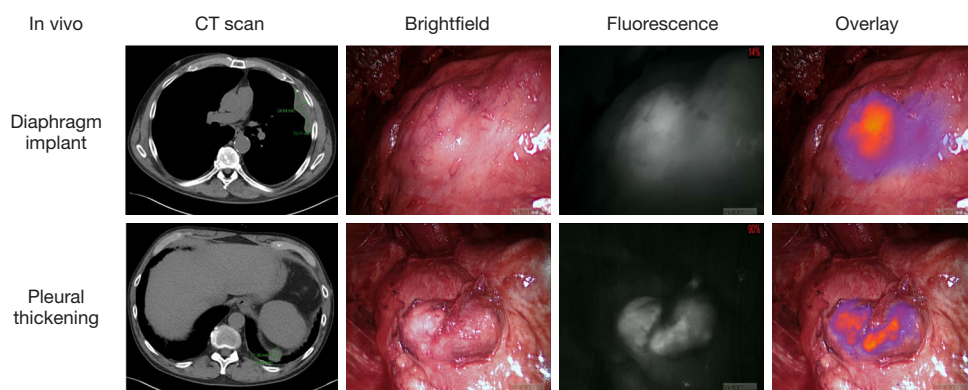 In vivo
CT scan
Brightfield
Fluorescence
Overlay
14%
Diaphragm
implant
90%
Pleural
thickening